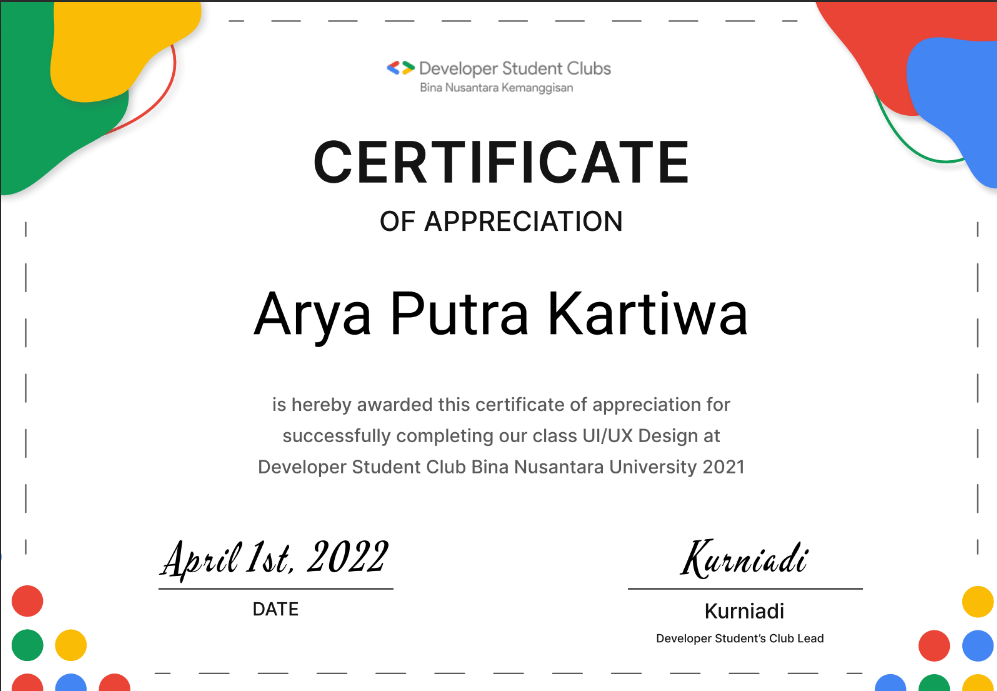 Developer Student Clubs
Bina Nusantara Kemanggisan
CERTIFICATE
OF APPRECIATION
Arya Putra Kartiwa
is hereby awarded this certificate of appreciation for
successfully completing our class UI/UX Design at
Developer Student Club Bina Nusantara University 2021
April 1st, 2022
DATE
Kurniadi
Kurniadi
Developer Student's Club Lead